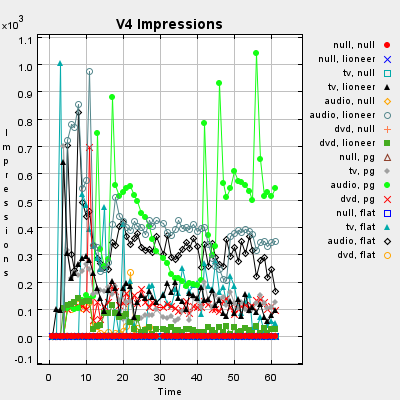 V4 Impressions
x10³
1.1
1.0
0.9
0.8
0.7
0.6
0.5
0.4
0.3
0.2
0.1
0.0
-0.1
Impressions
0 10 20 30 40 50 60
Time
null, null
null, lioneer
tv, null
tv, lioneer
audio, null
audio, lioneer
dvd, null
dvd, lioneer
null, pg
tv, pg
audio, pg
dvd, pg
null, flat
tv, flat
audio, flat
dvd, flat